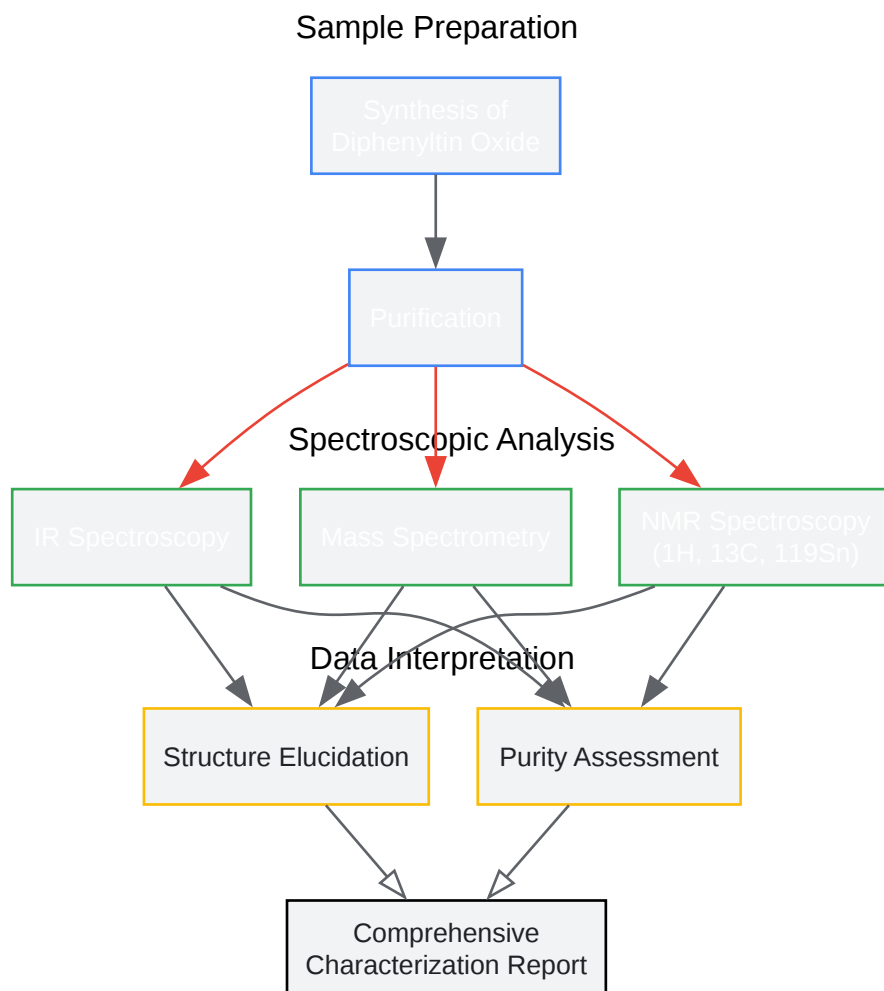 Sample Preparation
Synthesis of
Diphenyltin Oxide
Purification
Spectroscopic Analysis
IR Spectroscopy
Mass Spectrometry
NMR Spectroscopy
(1H, 13C, 119Sn)
Data Interpretation
Structure Elucidation
Purity Assessment
Comprehensive
Characterization Report